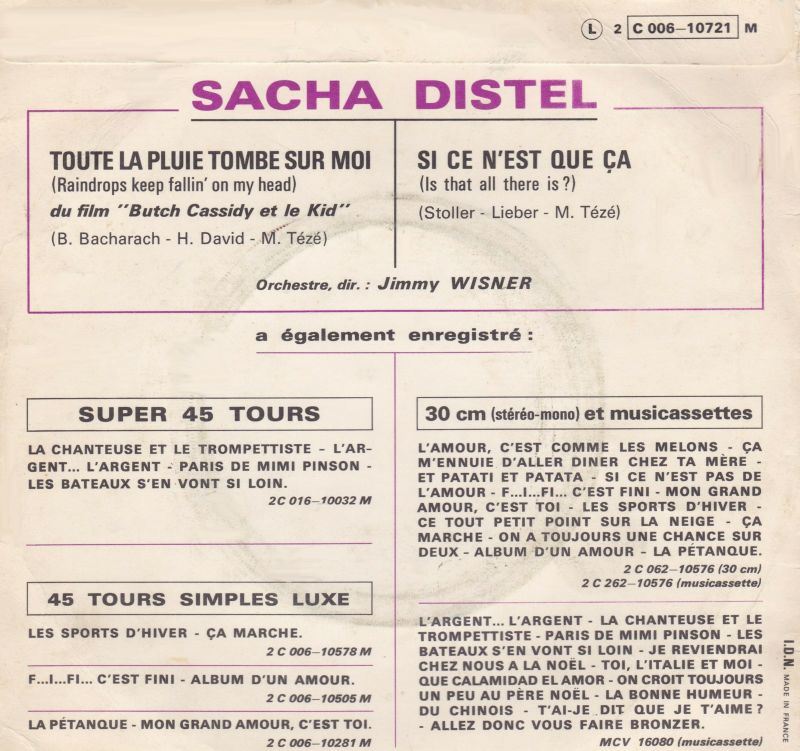 Ⓛ 2 C 006–10721 M
SACHA DISTEL
TOUTE LA PLUIE TOMBE SUR MOI
(Raindrops keep fallin' on my head)
du film "Butch Cassidy et le Kid"
(B. Bacharach - H. David - M. Tézé)
SI CE N'EST QUE ÇA
(Is that all there is?)
(Stoller - Lieber - M. Tézé)
Orchestre, dir. : Jimmy WISNER
a également enregistré :
SUPER 45 TOURS
LA CHANTEUSE ET LE TROMPETTISTE – L'AR-
GENT... L'ARGENT - PARIS DE MIMI PINSON -
LES BATEAUX S'EN VONT SI LOIN.
2C 016-10032 M
45 TOURS SIMPLES LUXE
LES SPORTS D'HIVER - ÇA MARCHE.
2 C 006-10578 M
F...I...FI... C'EST FINI - ALBUM D'UN AMOUR.
2 C 006-10505 M
LA PÉTANQUE - MON GRAND AMOUR, C'EST TOI.
2 C 006-10281 M
30 cm (stéréo-mono) et musicassettes
L'AMOUR, C'EST COMME LES MELONS - ÇA
M'ENNUIE D'ALLER DINER CHEZ TA MÈRE -
ET PATATI ET PATATA - SI CE N'EST PAS DE
L'AMOUR - F...I...FI... C'EST FINI - MON GRAND
AMOUR, C'EST TOI - LES SPORTS D'HIVER -
CE TOUT PETIT POINT SUR LA NEIGE - ÇA
MARCHE - ON A TOUJOURS UNE CHANCE SUR
DEUX - ALBUM D'UN AMOUR - LA PÉTANQUE.
2 C 062–10576 (30 cm)
2 C 262–10576 (musicassette)
L'ARGENT... L'ARGENT - LA CHANTEUSE ET LE
TROMPETTISTE - PARIS DE MIMI PINSON - LES
BATEAUX S'EN VONT SI LOIN - JE REVIENDRAI
CHEZ NOUS A LA NOËL - TOI, L'ITALIE ET MOI -
QUE CALAMIDAD EL AMOR - ON CROIT TOUJOURS
UN PEU AU PÈRE NOËL - LA BONNE HUMEUR -
DU CHINOIS - T'AI-JE DIT QUE JE T'AIME ?
- ALLEZ DONC VOUS FAIRE BRONZER.
MCV 16080 (musicassette)
I.D.N. MADE IN FRANCE